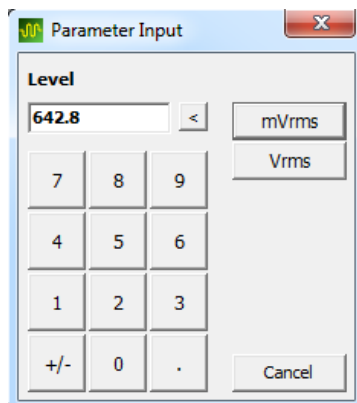 Parameter Input
Level
642.8 < mVrms
Vrms
7 8 9
4 5 6
1 2 3
+/- 0 . Cancel